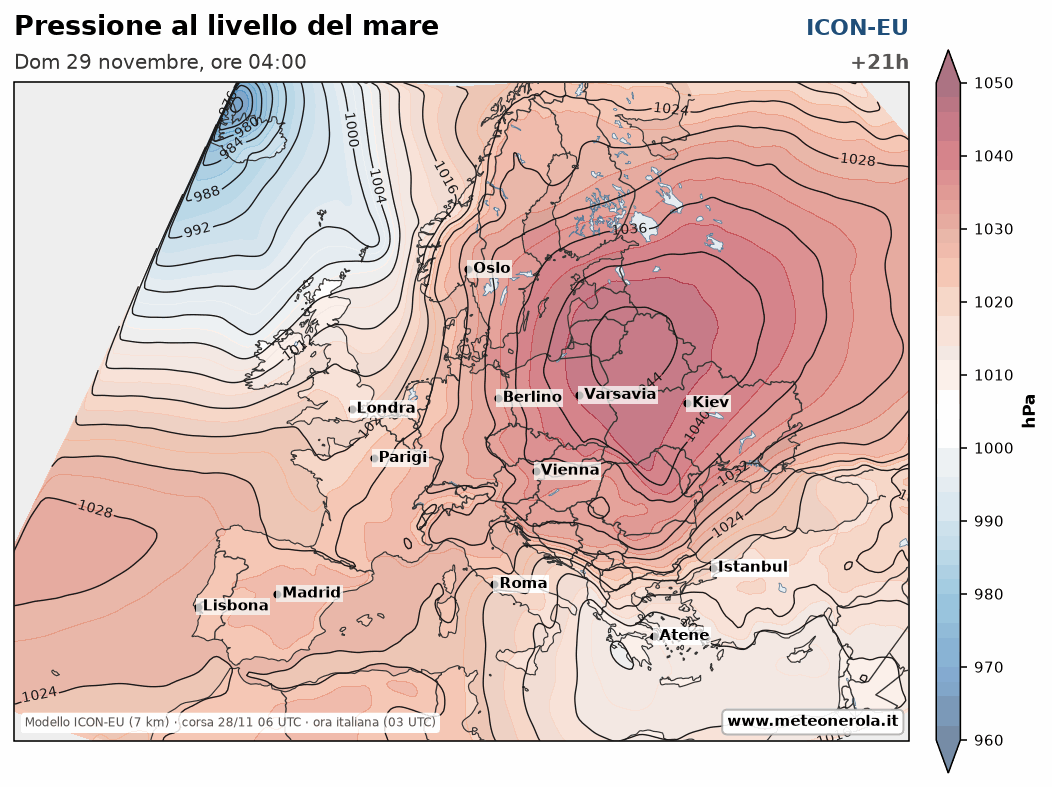 Pressione al livello del mare
ICON-EU
Dom 29 novembre, ore 04:00
+21h
976
980
984
988
992
1000
1004
1016
1024
1028
1036
Oslo
1012
Londra
Berlino
Varsavia
Kiev
1040
Parigi
Vienna
1032
1028
1024
Istanbul
Roma
Madrid
Lisbona
Atene
1024
Modello ICON-EU (7 km) · corsa 28/11 06 UTC · ora italiana (03 UTC)
www.meteonerola.it
1050
1040
1030
1020
1010
1000
990
980
970
960
hPa